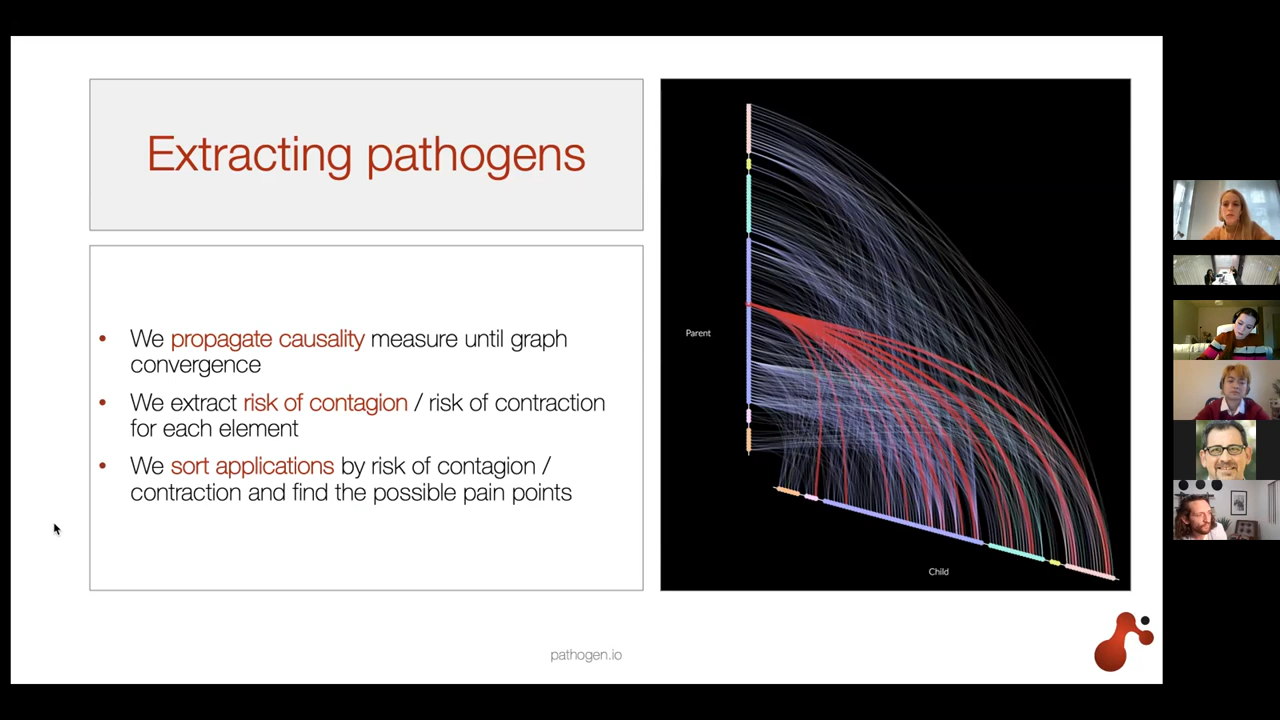 Extracting pathogens
• We propagate causality measure until graph
convergence
• We extract risk of contagion / risk of contraction
for each element
• We sort applications by risk of contagion /
contraction and find the possible pain points
Parent
Child
pathogen.io